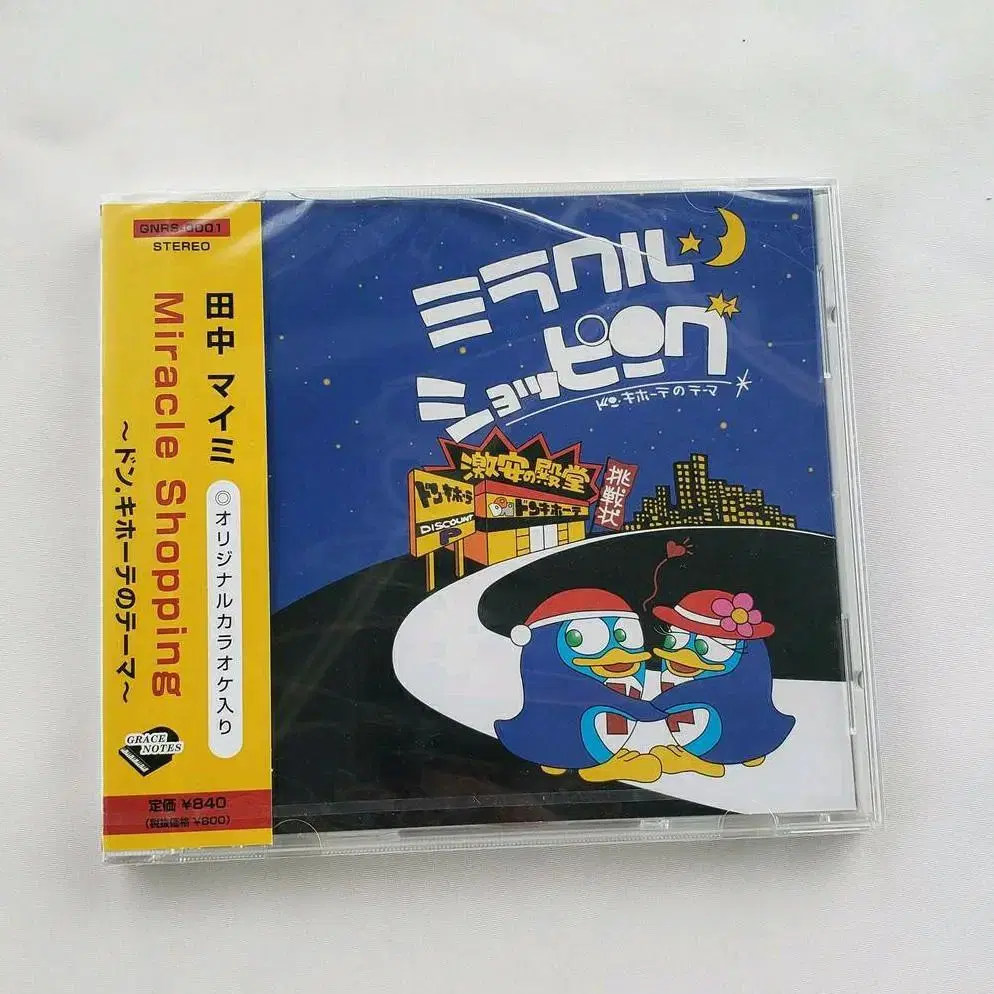 GNRS-0001
STEREO
田中 マイミ
Miracle Shopping
～ドン.キホーテのテーマ～
◎オリジナルカラオケ入り
GRACE NOTES
定価 ¥840
(税抜価格 ¥800)
ミラクル
ショッピング
ドン・キホーテのテーマ
激安の殿堂
ドン・キホーテ
DISCOUNT
P
ドン・キホーテ
挑戦状